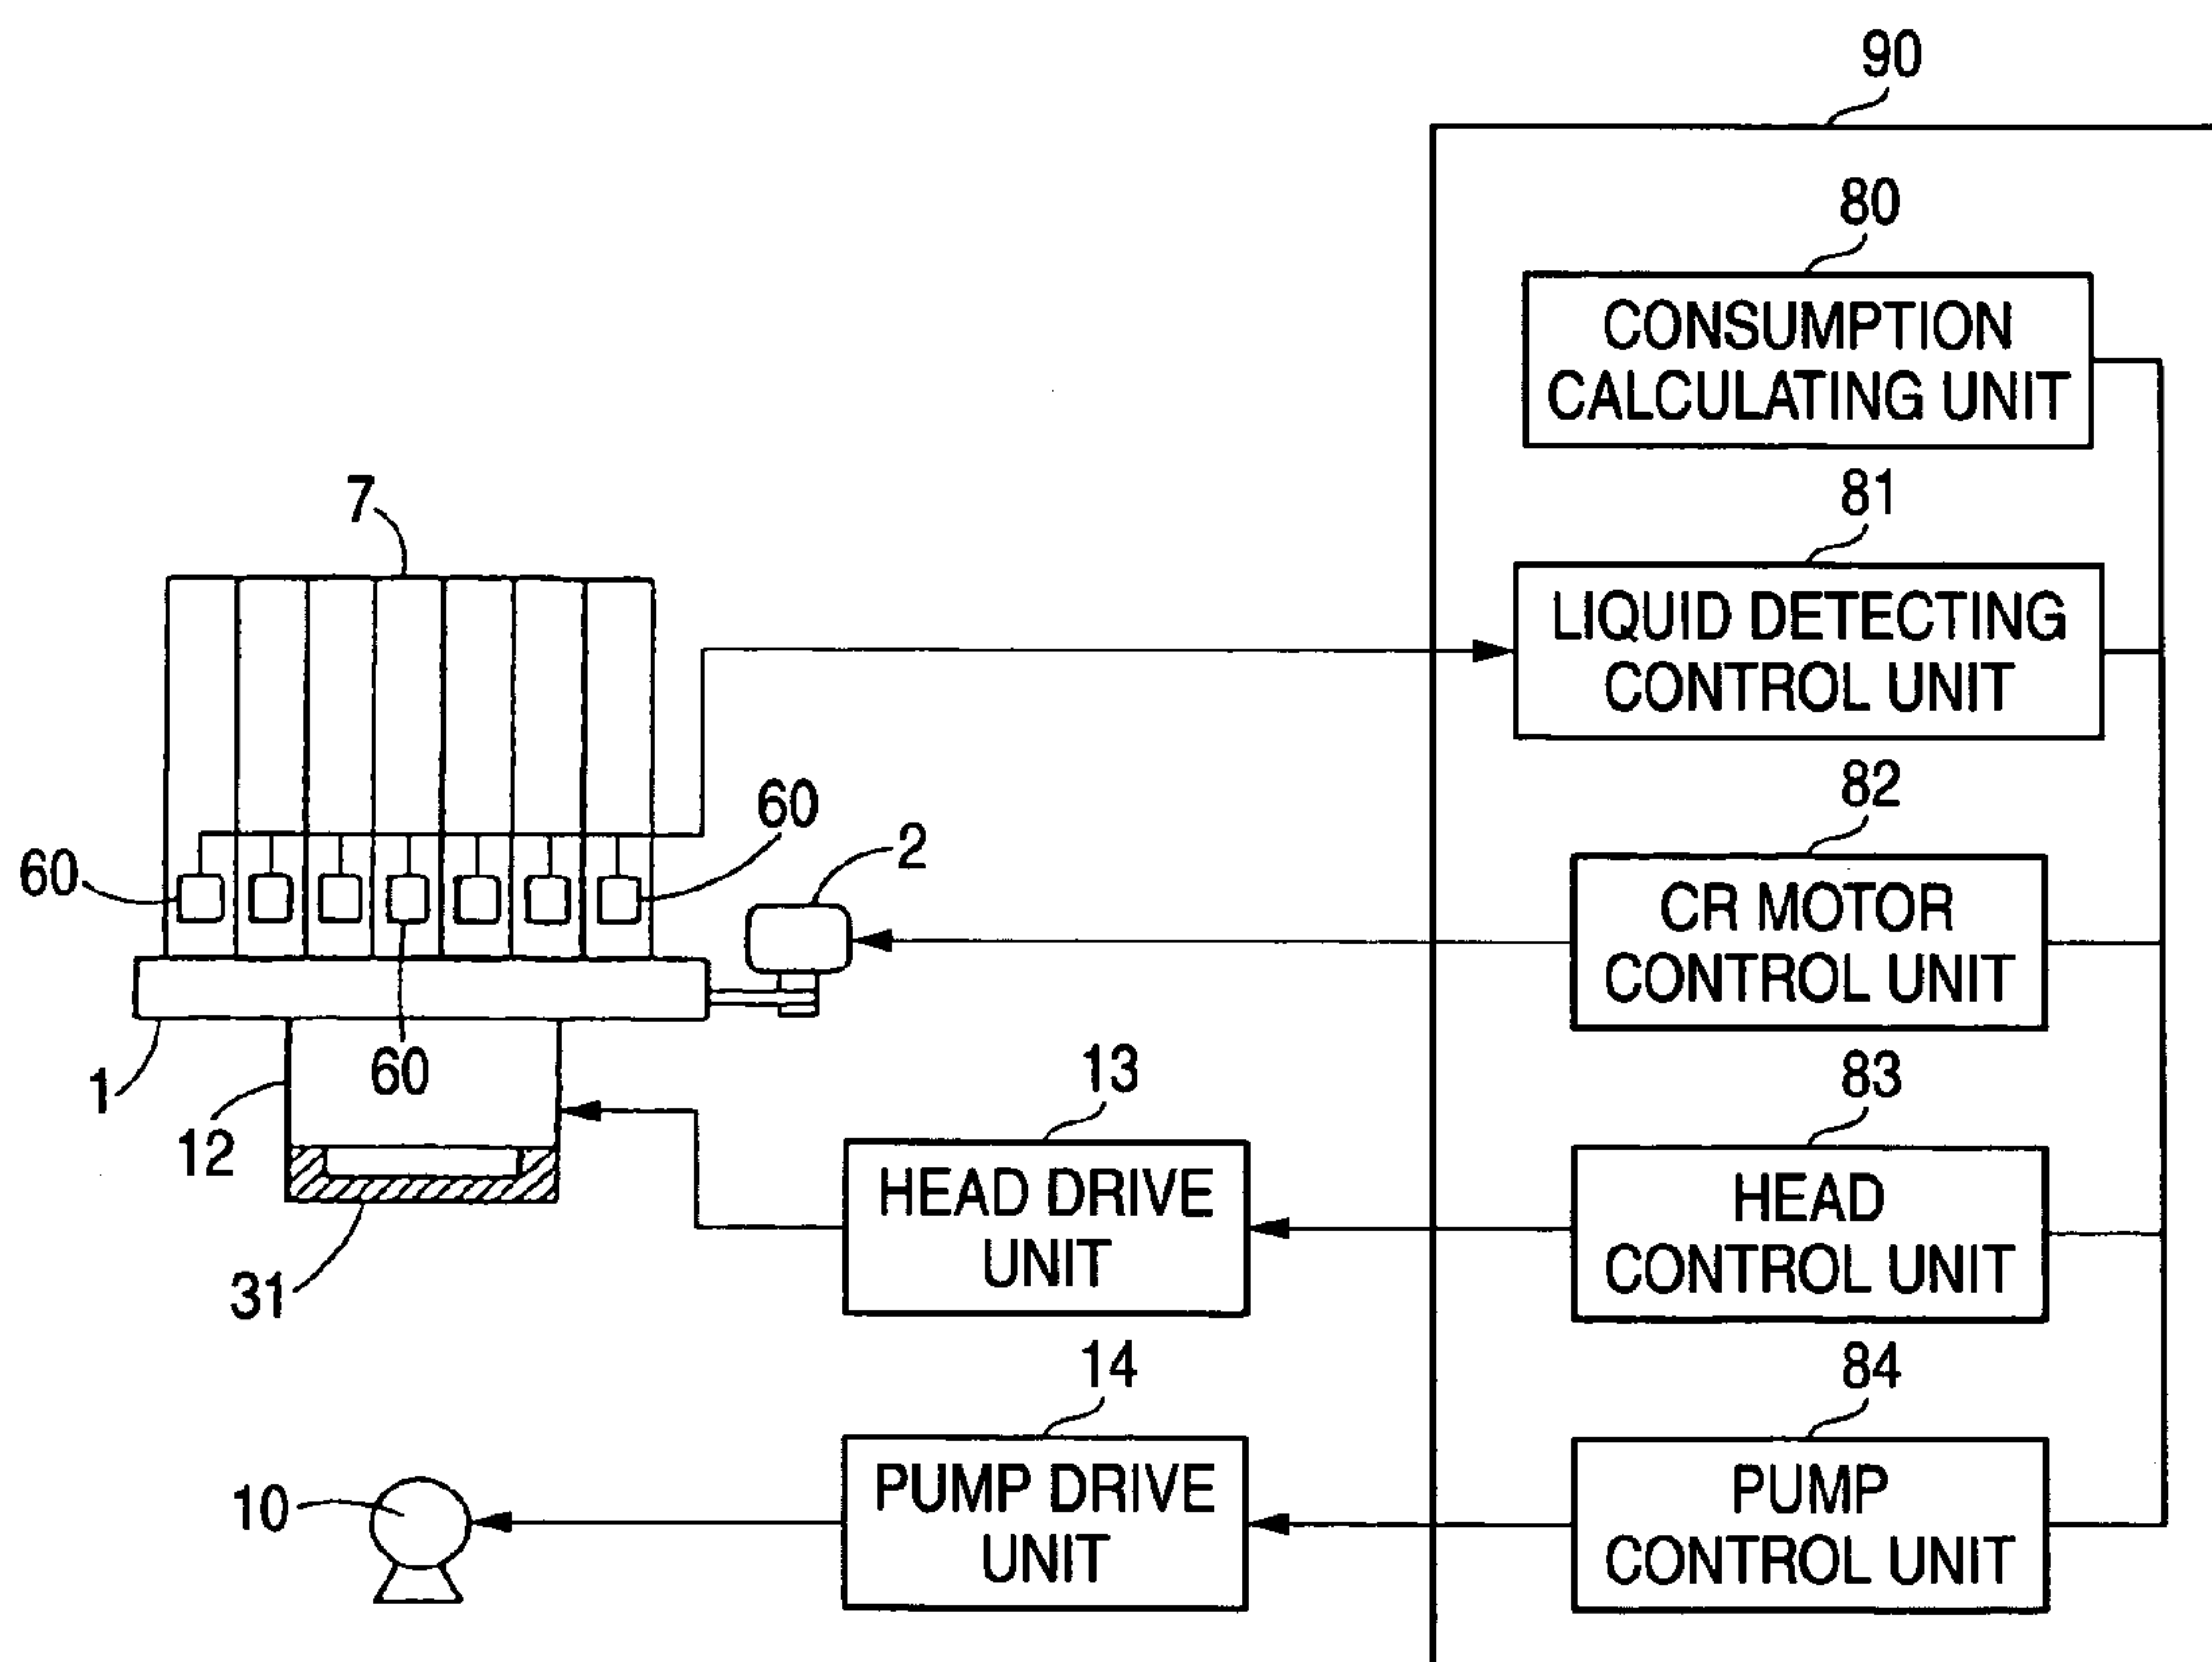 90
80
CONSUMPTION
CALCULATING UNIT
81
7
LIQUID DETECTING
CONTROL UNIT
82
60
2
60
CR MOTOR
CONTROL UNIT
60
1
12
13
83
HEAD DRIVE
UNIT
HEAD
CONTROL UNIT
31
14
84
10
PUMP DRIVE
UNIT
PUMP
CONTROL UNIT